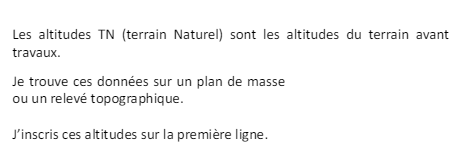 Les altitudes TN (terrain Naturel) sont les altitudes du terrain avant
travaux.
Je trouve ces données sur un plan de masse
ou un relevé topographique.
J’inscris ces altitudes sur la première ligne.